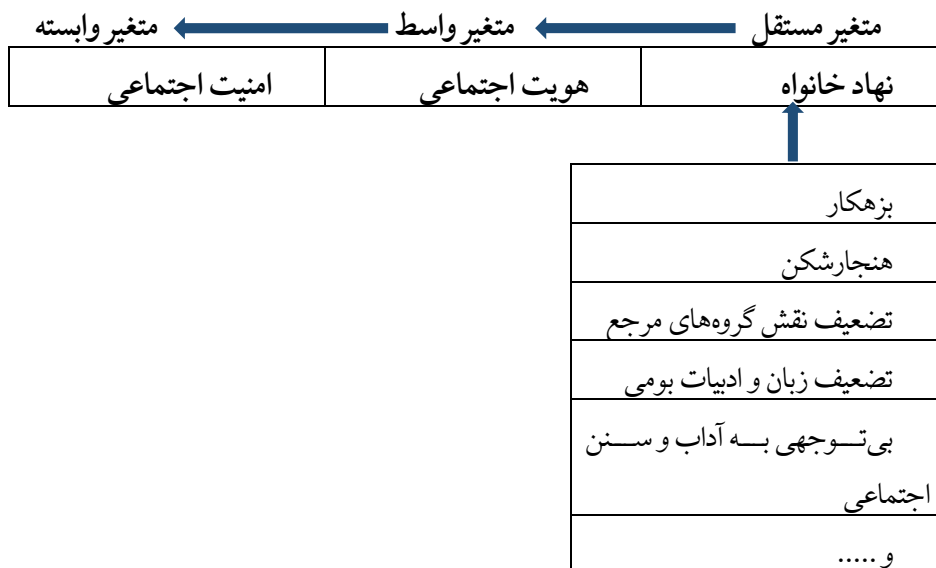 متغیر مستقل متغیر واسط متغیر وابسته
نهاد خانواه هویت اجتماعی امنیت اجتماعی
بزهکار
هنجارشکن
تضعیف نقش گروه‌های مرجع
تضعیف زبان و ادبیات بومی
بی‌تـــوجهی بـــه آداب و ســـنن
اجتماعی
و .....